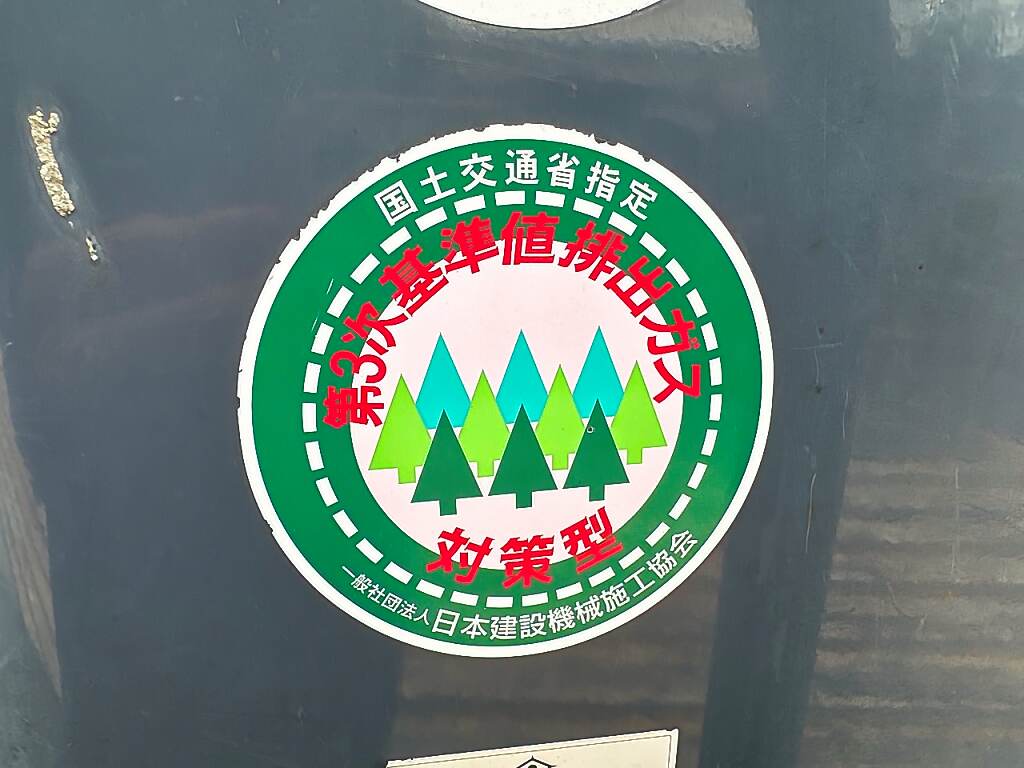 国土交通省指定
第3次基準値排出ガス
対策型
一般社団法人日本建設機械施工協会